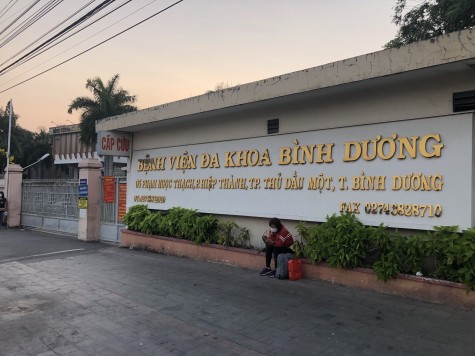 CẤP CỨU
BỆNH VIỆN ĐA KHOA BÌNH DƯƠNG
PHẠM NGỌC THẠCH, P. HIỆP THÀNH, TP. THỦ DẦU MỘT, T. BÌNH DƯƠNG
FAX 02743828710